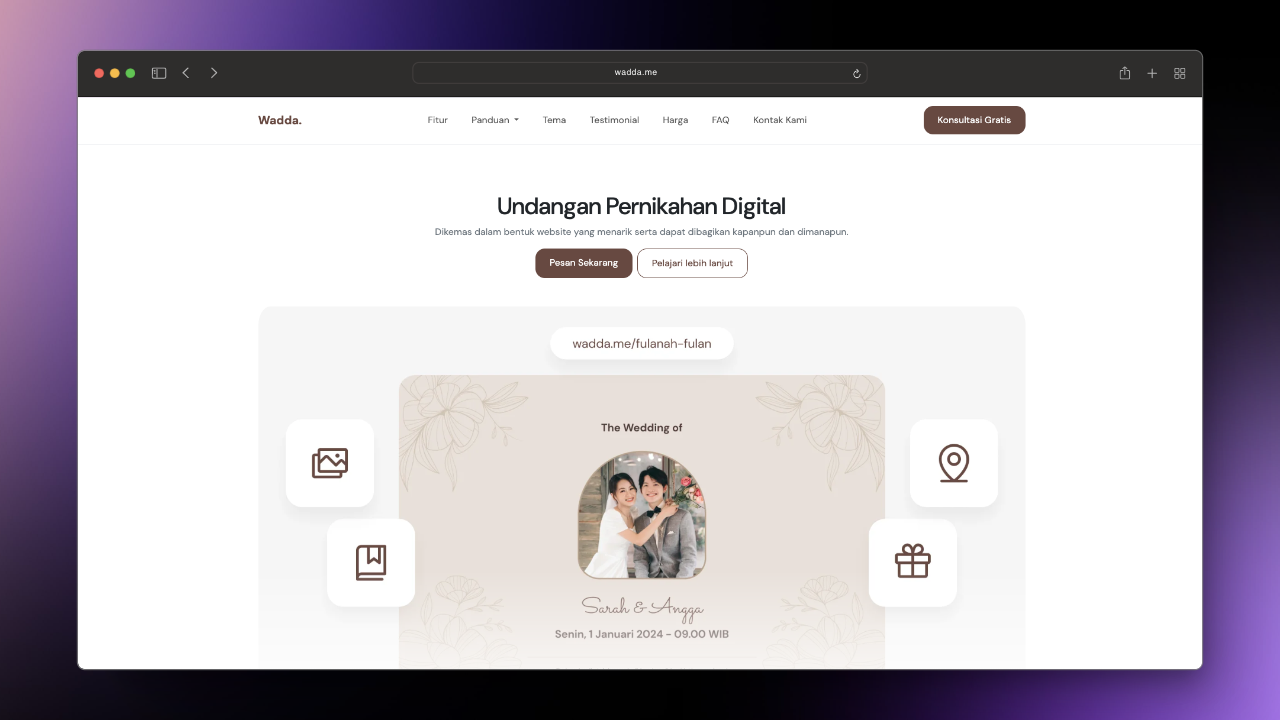 wadda.me
Wadda.
Fitur
Panduan
Tema
Testimonial
Harga
FAQ
Kontak Kami
Konsultasi Gratis
Undangan Pernikahan Digital
Dikemas dalam bentuk website yang menarik serta dapat dibagikan kapanpun dan dimanapun.
Pesan Sekarang
Pelajari lebih lanjut
wadda.me/fulanah-fulan
The Wedding of
Sarah & Angga
Senin, 1 Januari 2024 - 09.00 WIB